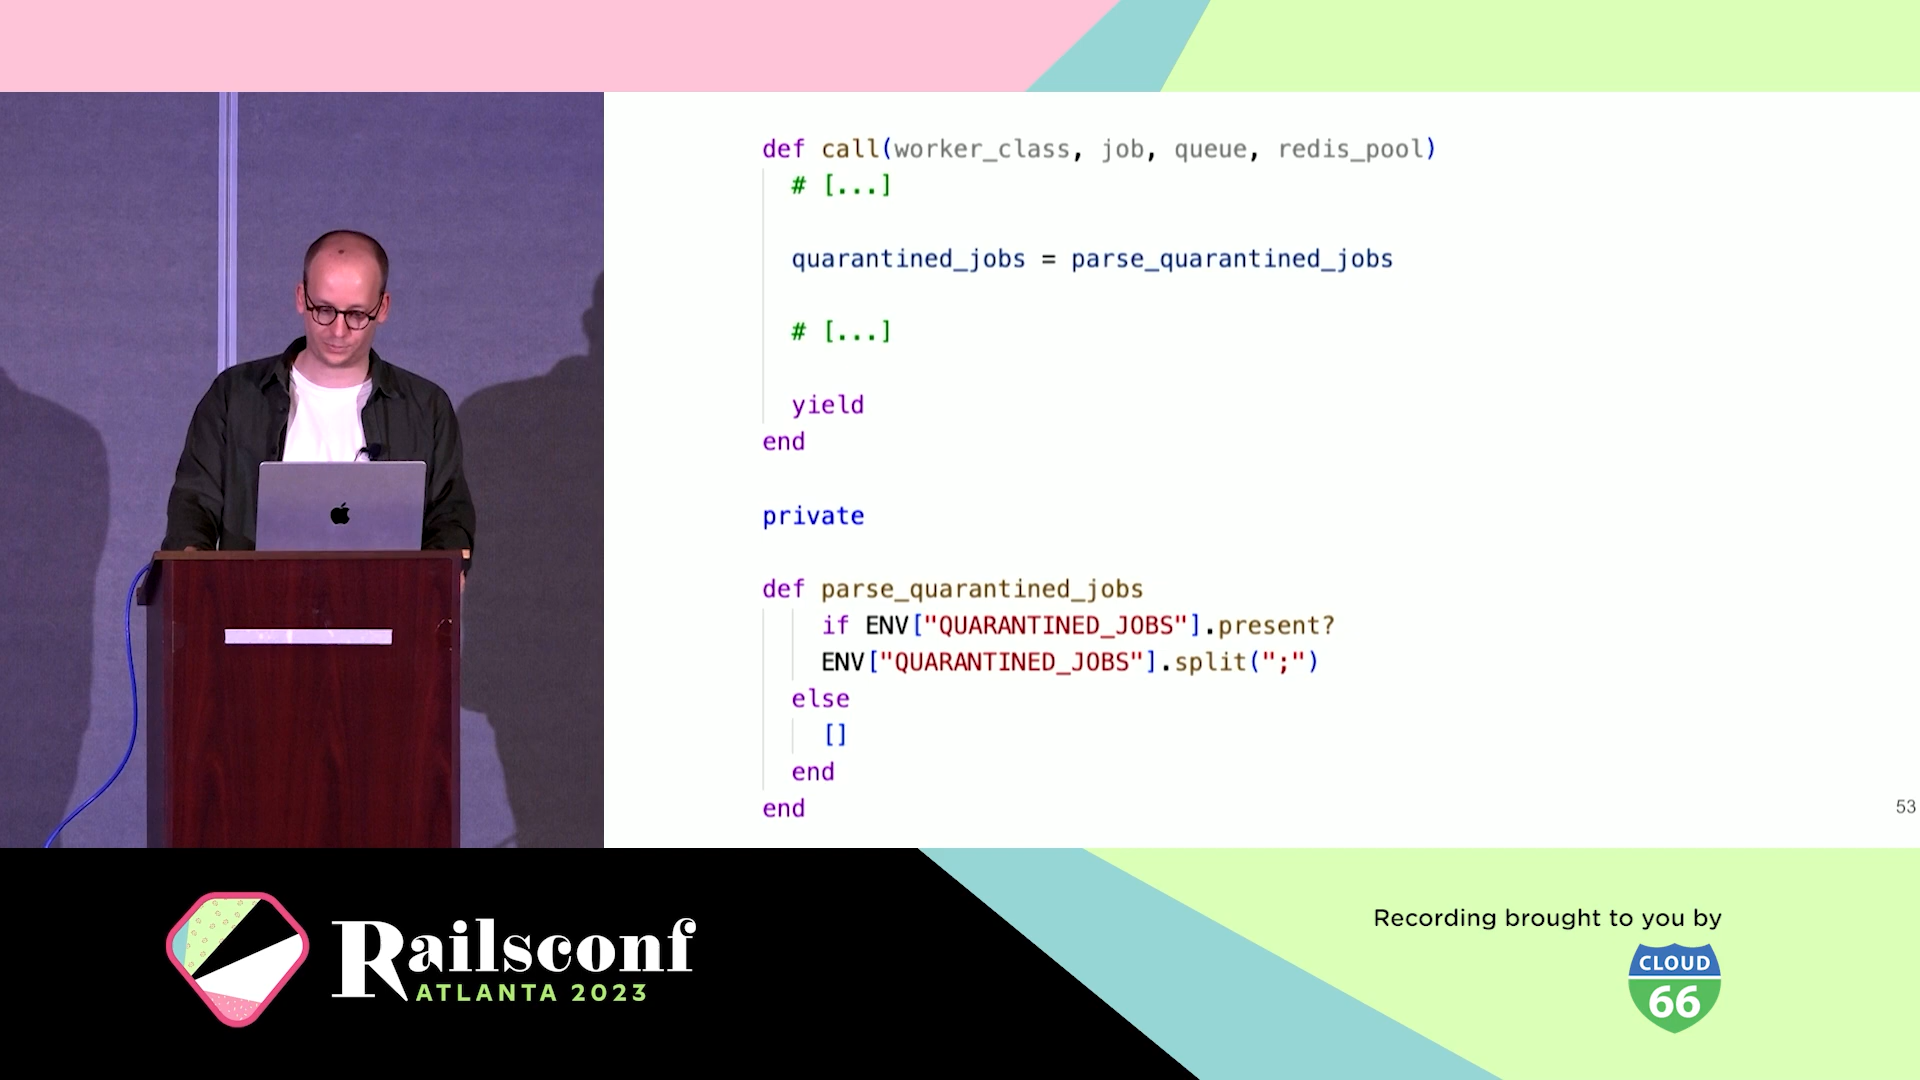 def call(worker_class, job, queue, redis_pool)
# [...]
quarantined_jobs = parse_quarantined_jobs
# [...]
yield
end
private
def parse_quarantined_jobs
if ENV["QUARANTINED_JOBS"].present?
ENV["QUARANTINED_JOBS"].split(";")
else
[]
end
end
53
Railsconf
ATLANTA 2023
Recording brought to you by
CLOUD
66